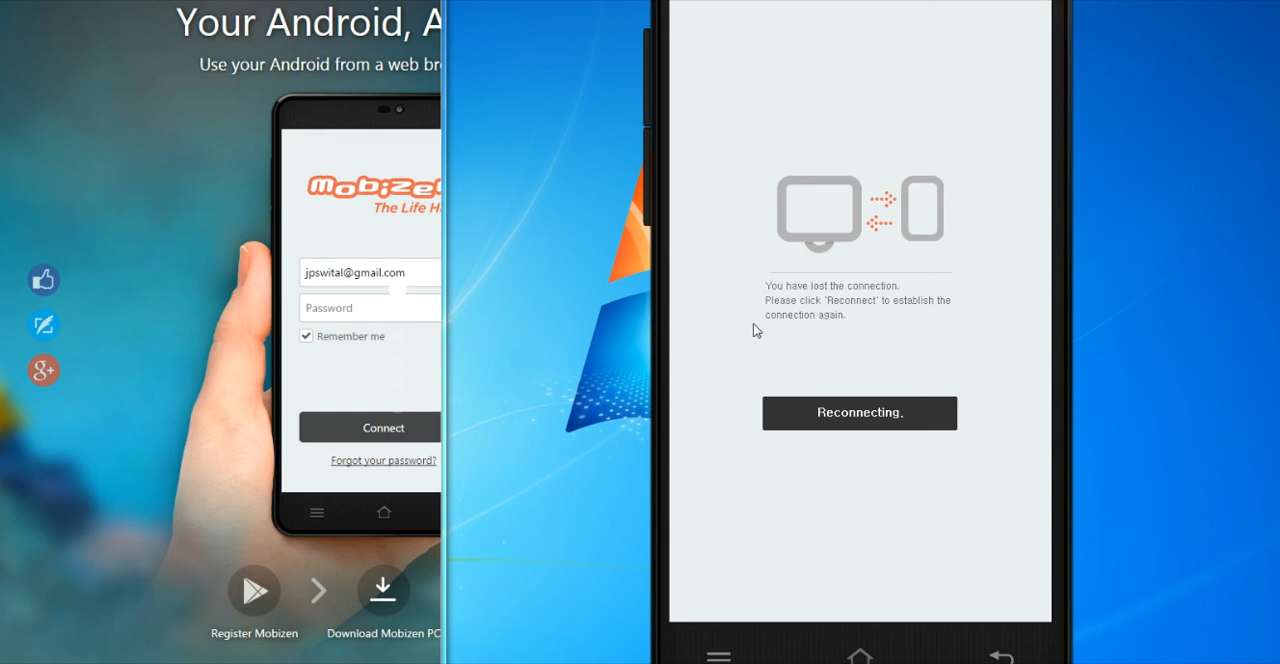 Your Android, A
Use your Android from a web br
mobize
The Life H
jpswital@gmail.com
Password
Remember me
Connect
Forgot your password?
Register Mobizen
Download Mobizen PC
You have lost the connection.
Please click 'Reconnect' to establish the
connection again.
Reconnecting.